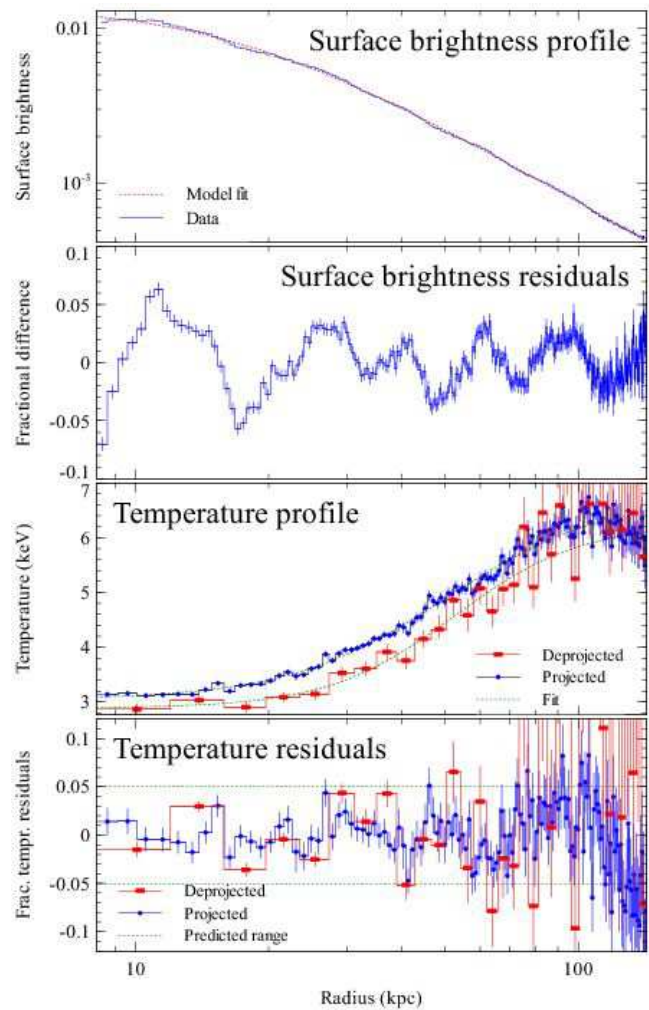 Surface brightness profile
Surface brightness
0.01
10-3
Model fit
Data
Surface brightness residuals
Fractional difference
0.1
0.05
0
-0.05
-0.1
Temperature profile
Temperature (keV)
7
6
5
4
3
Deprojected
Projected
Fit
Temperature residuals
Frac. tempr. residuals
0.1
0.05
0
-0.05
-0.1
Deprojected
Projected
Predicted range
10
100
Radius (kpc)